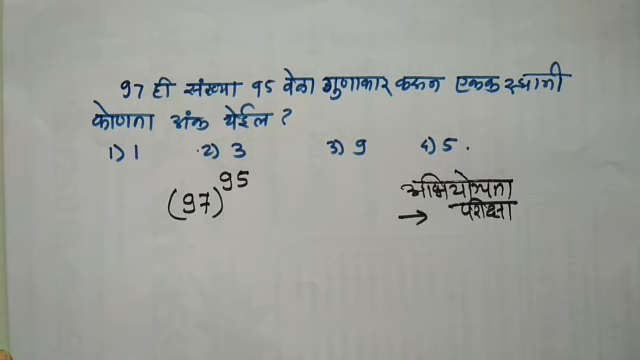 97 ही संख्या 95 वेळा गुणाकार करून एकक स्थानी
कोणता अंक येईल ?
1) 1 2) 3 3) 9 4) 5.
(97)^95
अभियोग्यता
→ परीक्षा